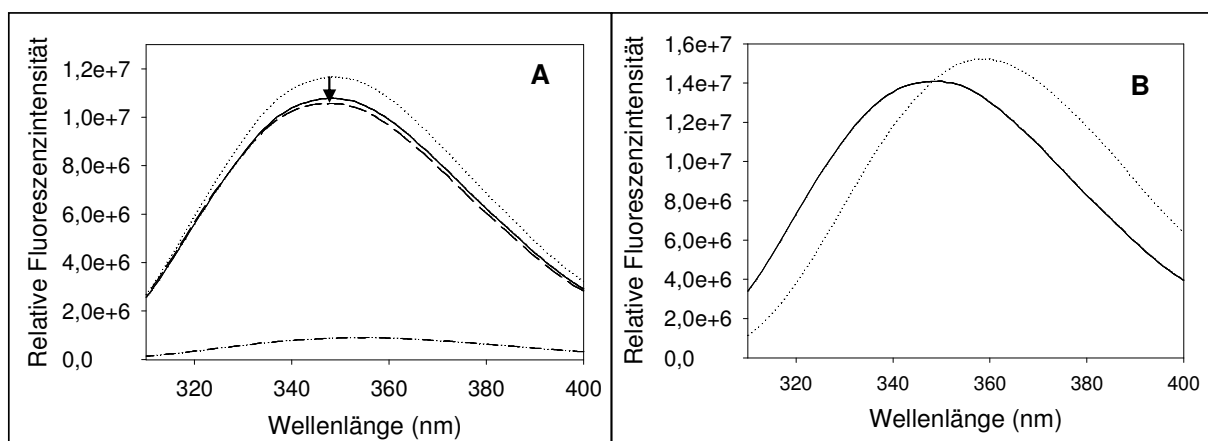 A
Relative Fluoreszenzintensität
1,2e+7
1,0e+7
8,0e+6
6,0e+6
4,0e+6
2,0e+6
0,0
320 340 360 380 400
Wellenlänge (nm)
B
Relative Fluoreszenzintensität
1,6e+7
1,4e+7
1,2e+7
1,0e+7
8,0e+6
6,0e+6
4,0e+6
2,0e+6
0,0
320 340 360 380 400
Wellenlänge (nm)